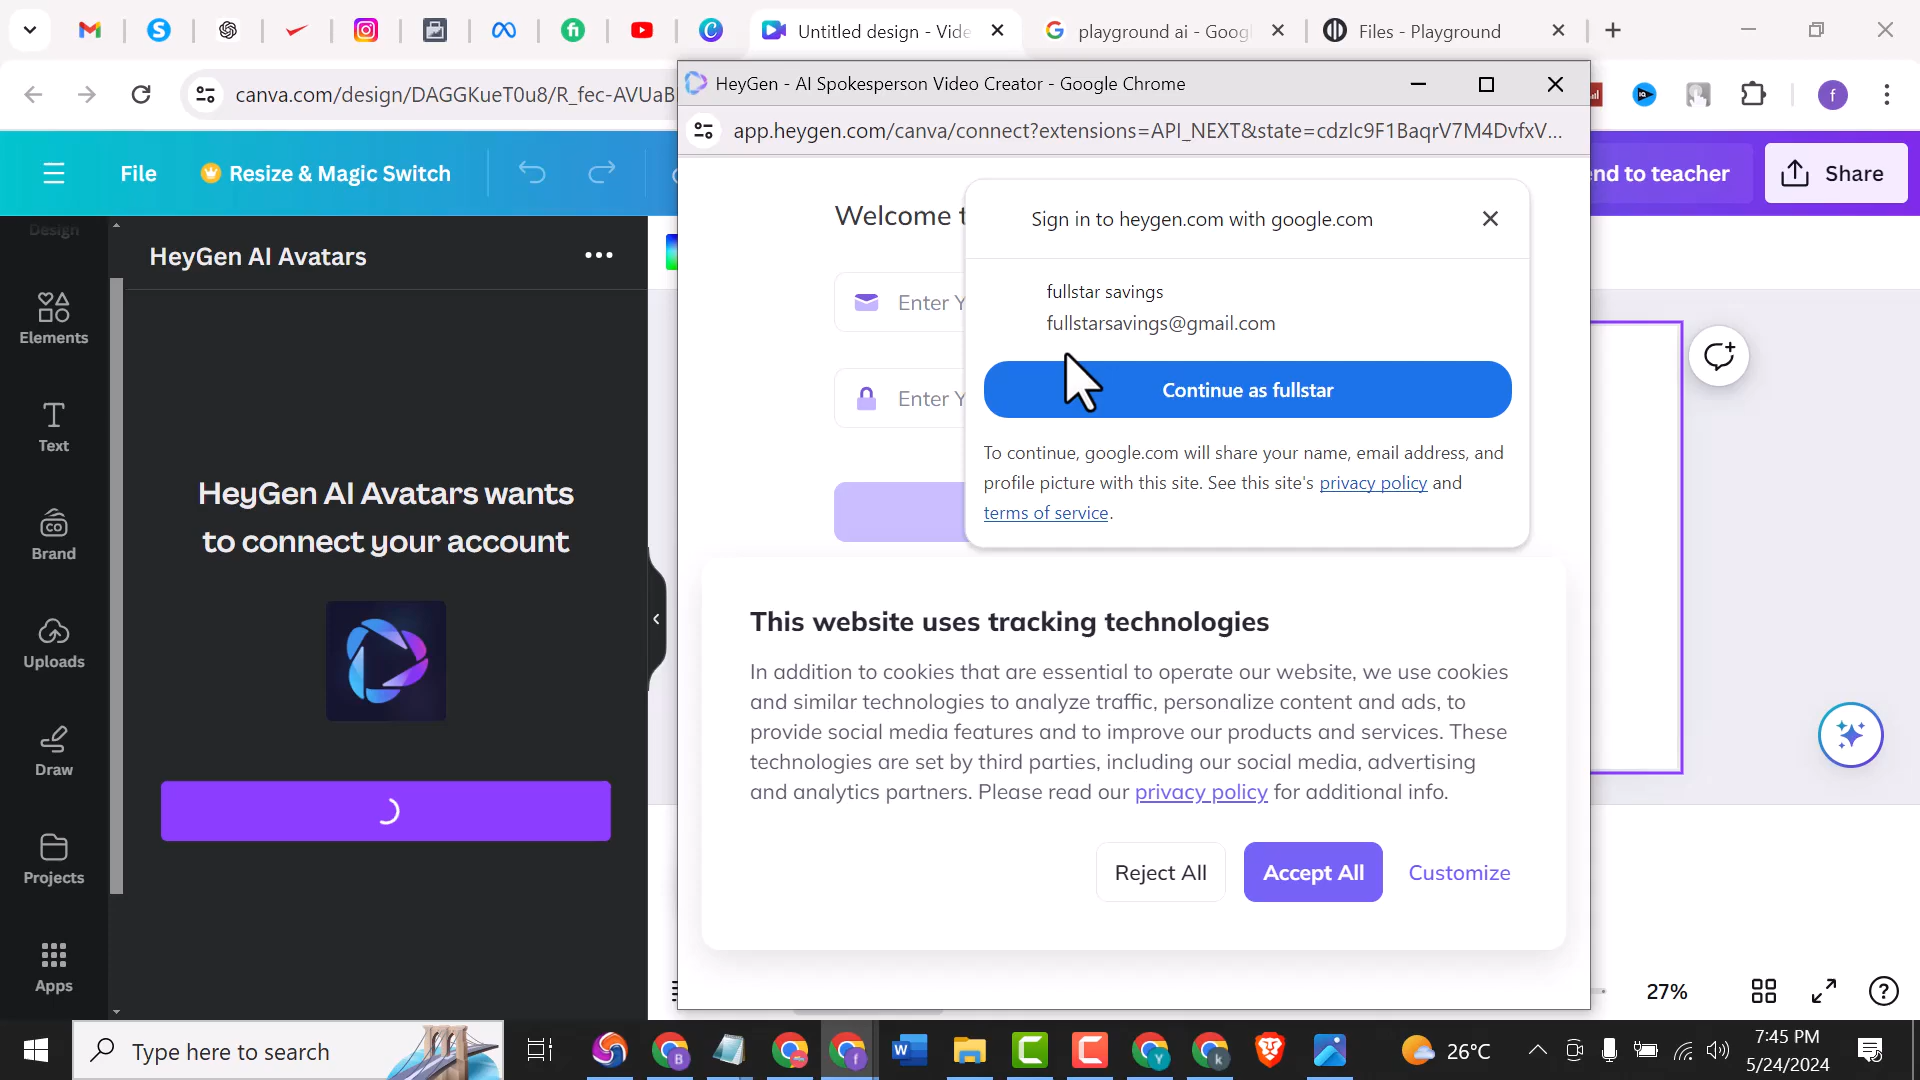 Untitled design - Vide
playground ai - Googl
Files - Playground
canva.com/design/DAGGKueT0u8/R_fec-AVUaB
f
HeyGen - AI Spokesperson Video Creator - Google Chrome
app.heygen.com/canva/connect?extensions=API_NEXT&state=cdzIc9F1BaqrV7M4DvfxV...
File
Resize & Magic Switch
nd to teacher
Share
Design
Elements
Text
Brand
Uploads
Draw
Projects
Apps
HeyGen AI Avatars
HeyGen AI Avatars wants
to connect your account
Welcome t
Enter Y
Enter Y
Sign in to heygen.com with google.com
fullstar savings
fullstarsavings@gmail.com
Continue as fullstar
To continue, google.com will share your name, email address, and
profile picture with this site. See this site's privacy policy and
terms of service.
This website uses tracking technologies
In addition to cookies that are essential to operate our website, we use cookies
and similar technologies to analyze traffic, personalize content and ads, to
provide social media features and to improve our products and services. These
technologies are set by third parties, including our social media, advertising
and analytics partners. Please read our privacy policy for additional info.
Reject All
Accept All
Customize
27%
Type here to search
26°C
7:45 PM
5/24/2024